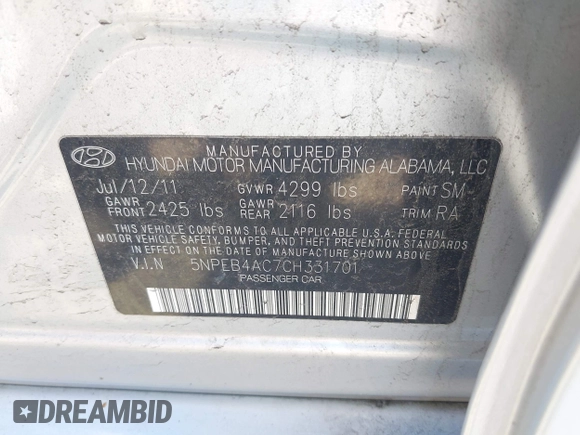 MANUFACTURED BY
HYUNDAI MOTOR MANUFACTURING ALABAMA, LLC
Jul/12/11 GVWR 4299 lbs PAINT SM
GAWR FRONT 2425 lbs GAWR REAR 2116 lbs TRIM RA
THIS VEHICLE CONFORMS TO ALL APPLICABLE U.S.A. FEDERAL
MOTOR VEHICLE SAFETY, BUMPER, AND THEFT PREVENTION STANDARDS
IN EFFECT ON THE DATE OF MANUFACTURE SHOWN ABOVE.
V.I.N 5NPEB4AC7CH331701
PASSENGER CAR
DREAMBID